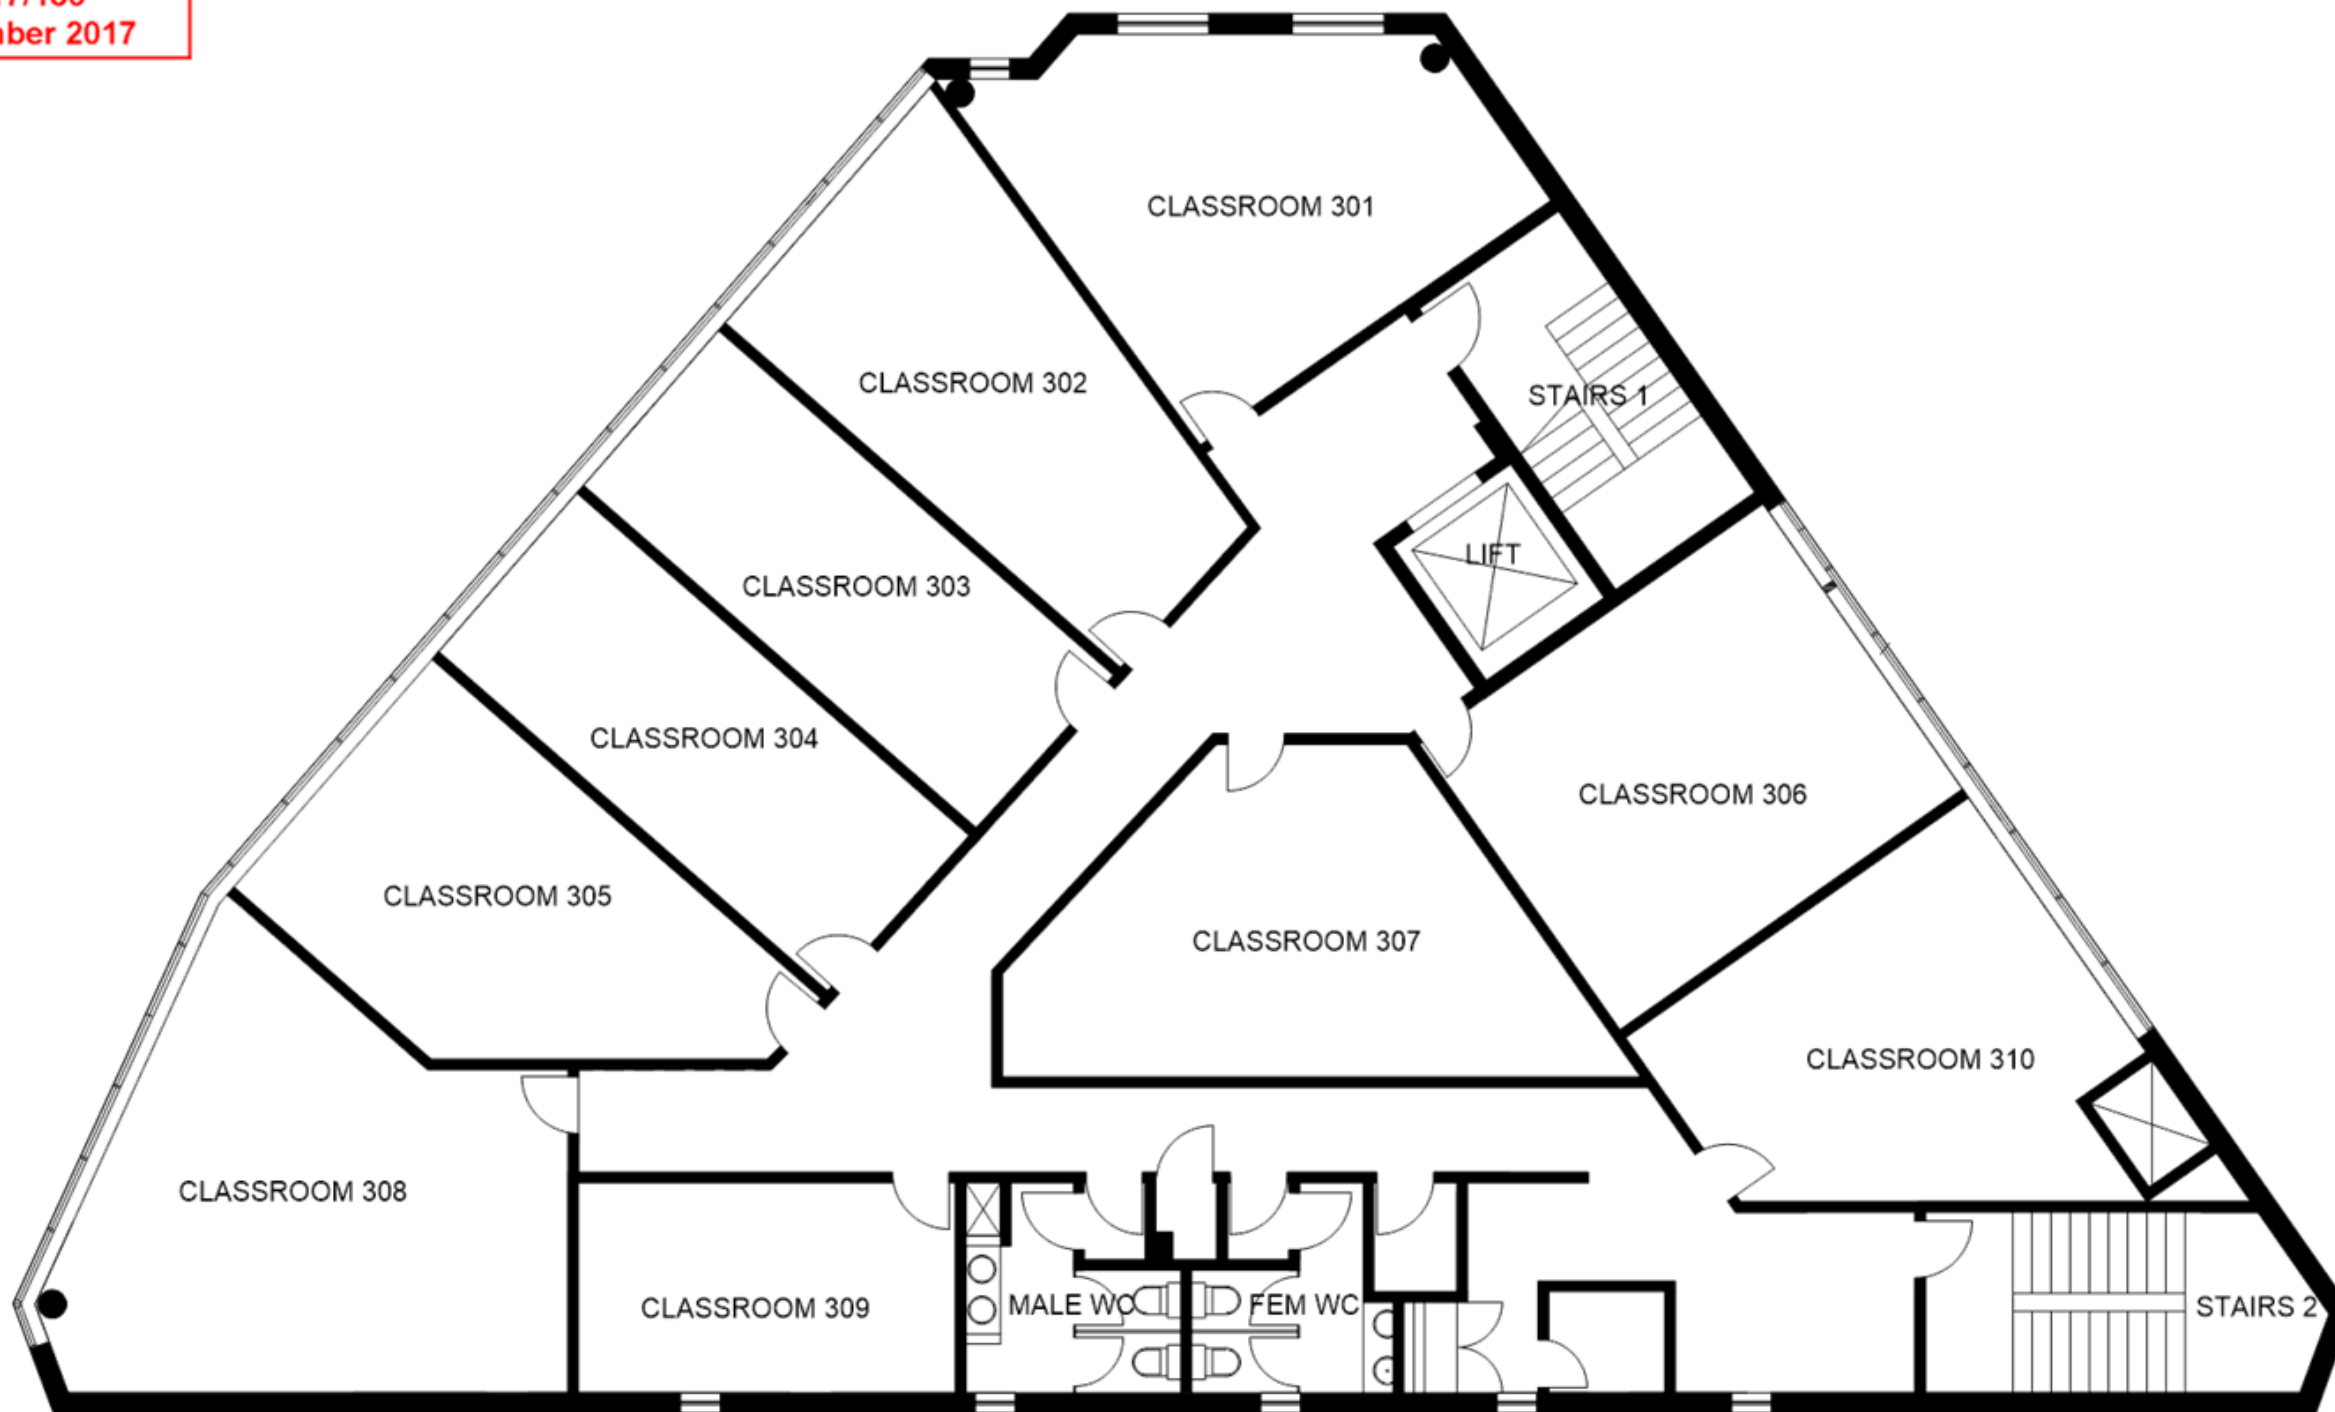 mber 2017
CLASSROOM 301
CLASSROOM 302
STAIRS 1
LIFT
CLASSROOM 303
CLASSROOM 304
CLASSROOM 306
CLASSROOM 305
CLASSROOM 307
CLASSROOM 310
CLASSROOM 308
CLASSROOM 309
MALE WC
FEM WC
STAIRS 2